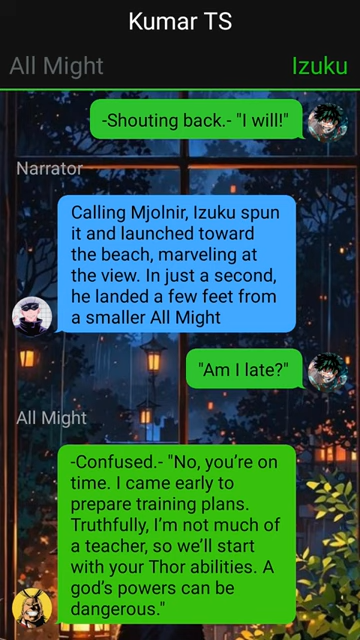 Kumar TS
All Might
Izuku
-Shouting back.- "I will!"
Narrator
Calling Mjolnir, Izuku spun
it and launched toward
the beach, marveling at
the view. In just a second,
he landed a few feet from
a smaller All Might
"Am I late?"
All Might
-Confused.- "No, you're on
time. I came early to
prepare training plans.
Truthfully, I'm not much of
a teacher, so we'll start
with your Thor abilities. A
god's powers can be
dangerous."